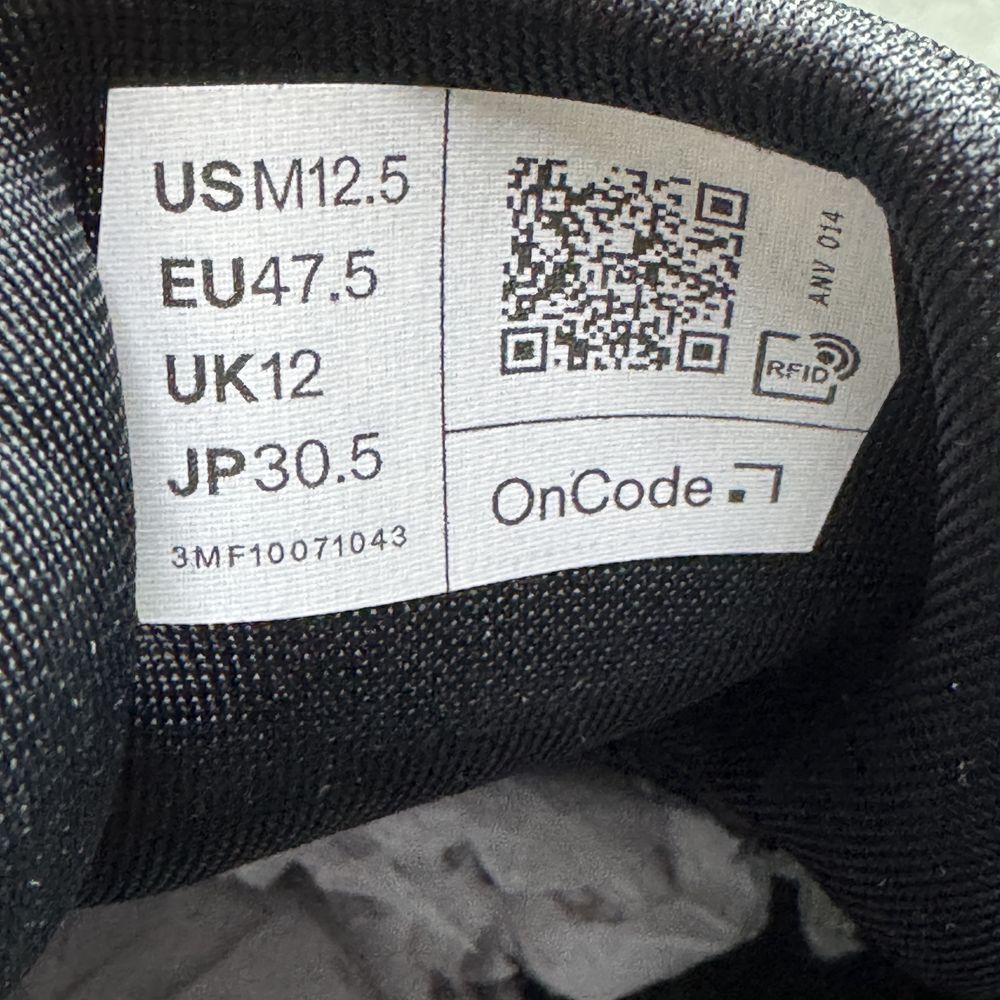 USM12.5
EU47.5
UK12
JP30.5
3MF10071043
ANV 014
RFID
OnCode